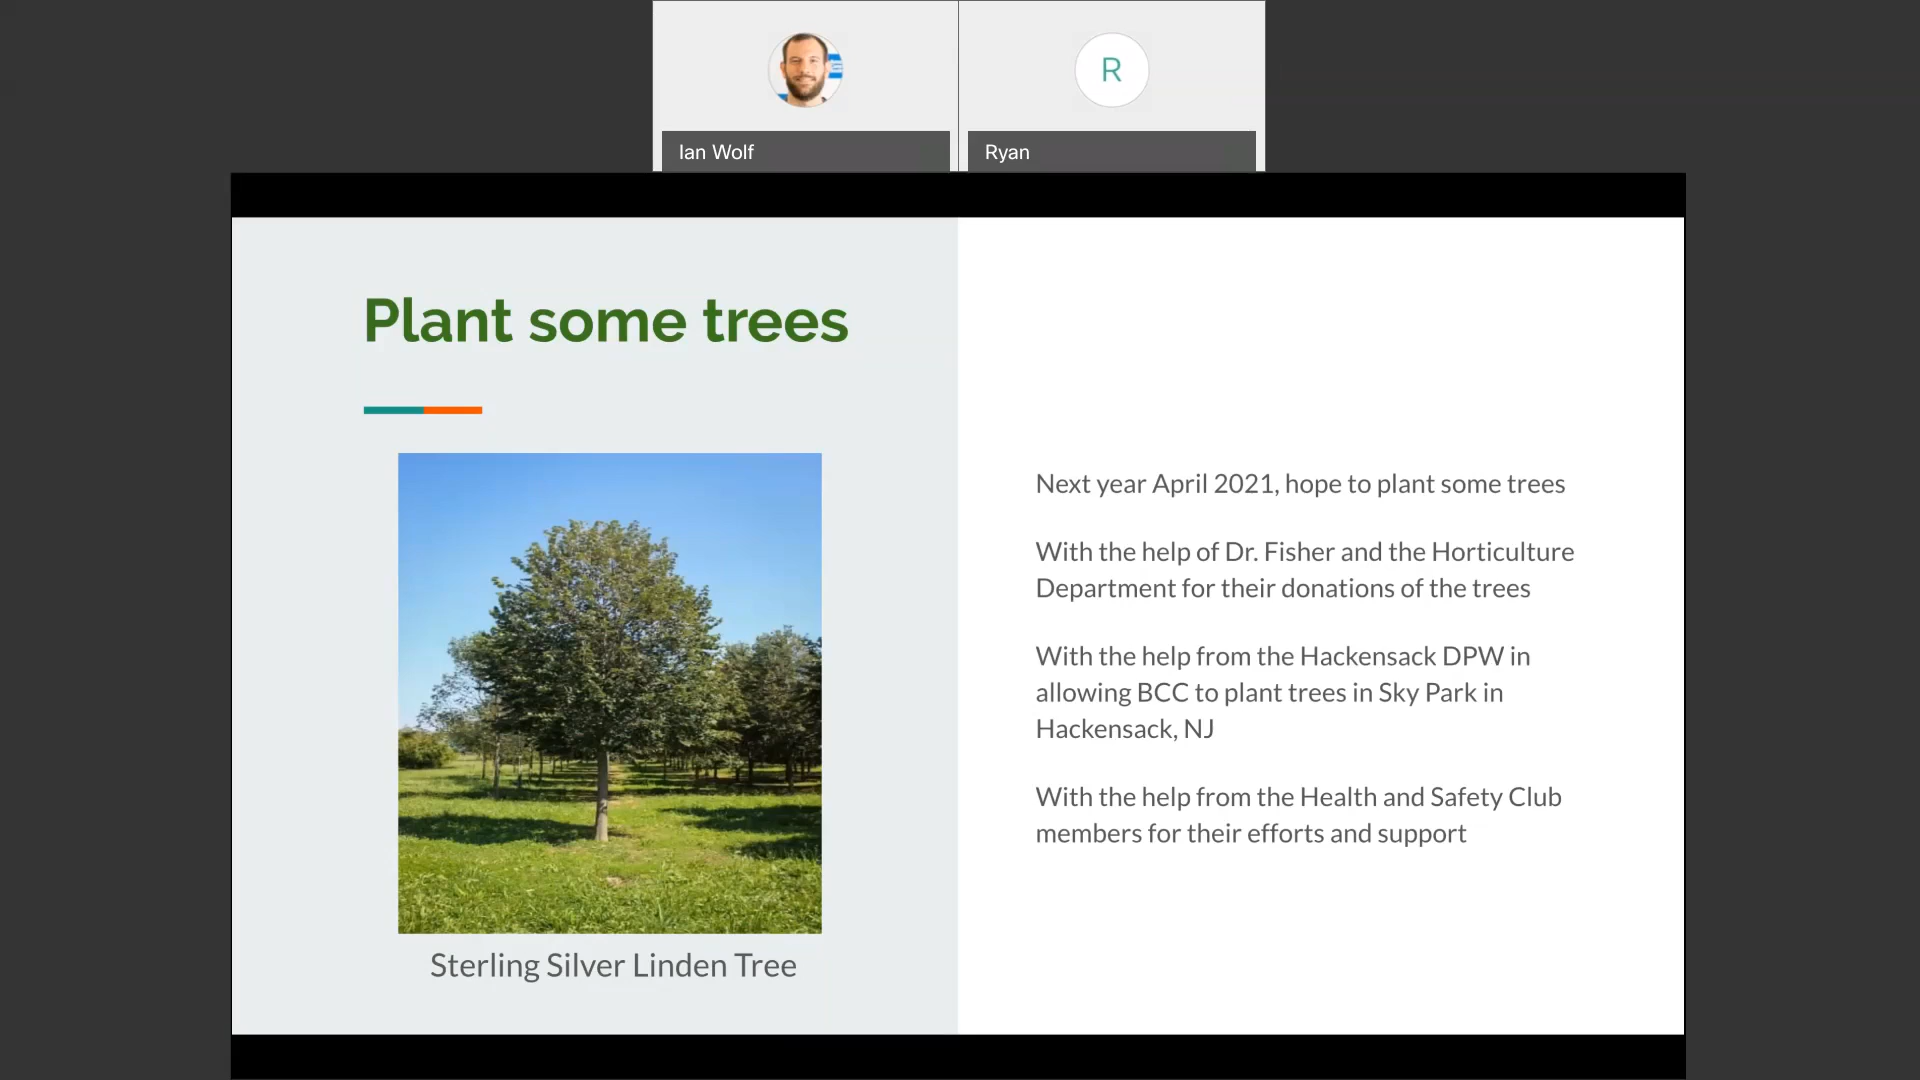 R
Ian Wolf
Ryan
Plant some trees
Sterling Silver Linden Tree
Next year April 2021, hope to plant some trees
With the help of Dr. Fisher and the Horticulture
Department for their donations of the trees
With the help from the Hackensack DPW in
allowing BCC to plant trees in Sky Park in
Hackensack, NJ
With the help from the Health and Safety Club
members for their efforts and support